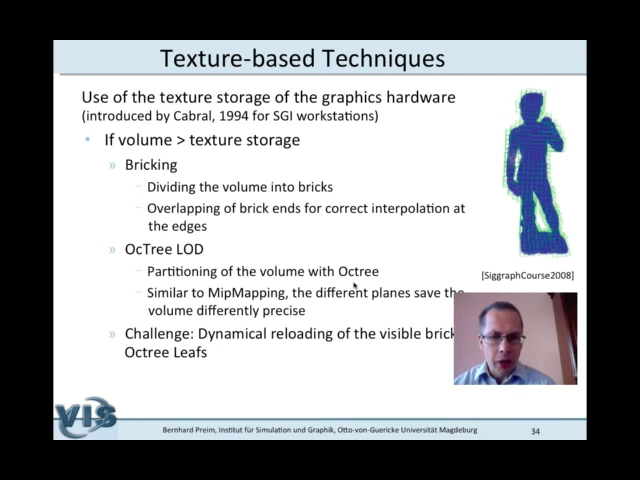 Texture-based Techniques
Use of the texture storage of the graphics hardware
(introduced by Cabral, 1994 for SGI workstations)
• If volume > texture storage
» Bricking
– Dividing the volume into bricks
– Overlapping of brick ends for correct interpolation at
the edges
» OcTree LOD
– Partitioning of the volume with Octree
– Similar to MipMapping, the different planes save the
volume differently precise
» Challenge: Dynamical reloading of the visible brick
Octree Leafs
[SiggraphCourse2008]
VIS
Bernhard Preim, Institut für Simulation und Graphik, Otto-von-Guericke Universität Magdeburg
34